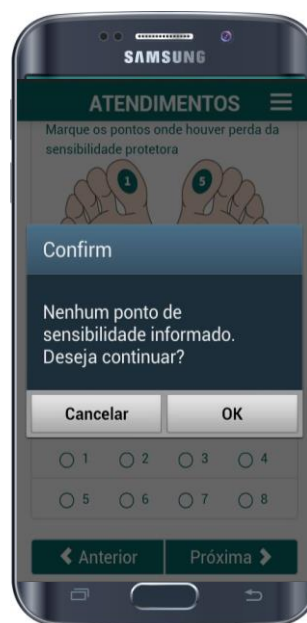 SAMSUNG
ATENDIMENTOS
Marque os pontos onde houver perda da
sensibilidade protetora
1 5
Confirm
Nenhum ponto de
sensibilidade informado.
Deseja continuar?
Cancelar OK
1 2 3 4
5 6 7 8
Anterior Próxima